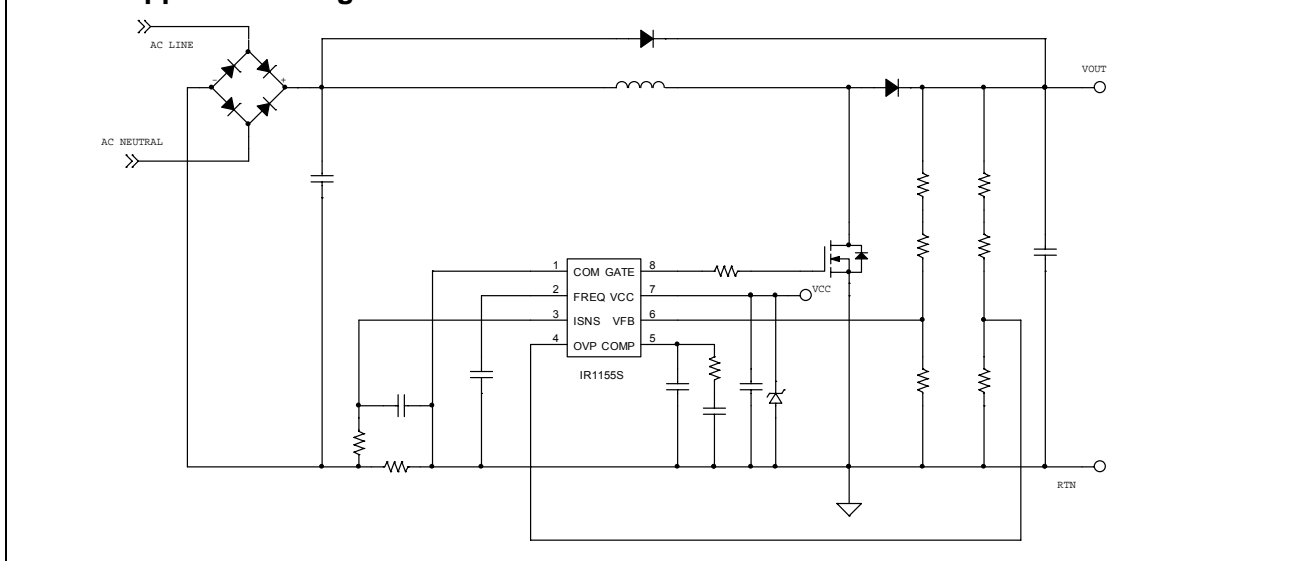 AC LINE
-
+
VOUT
AC NEUTRAL
1 COM GATE 8
2 FREQ VCC 7
VCC
3 ISNS VFB 6
4 OVP COMP 5
IR1155S
RTN